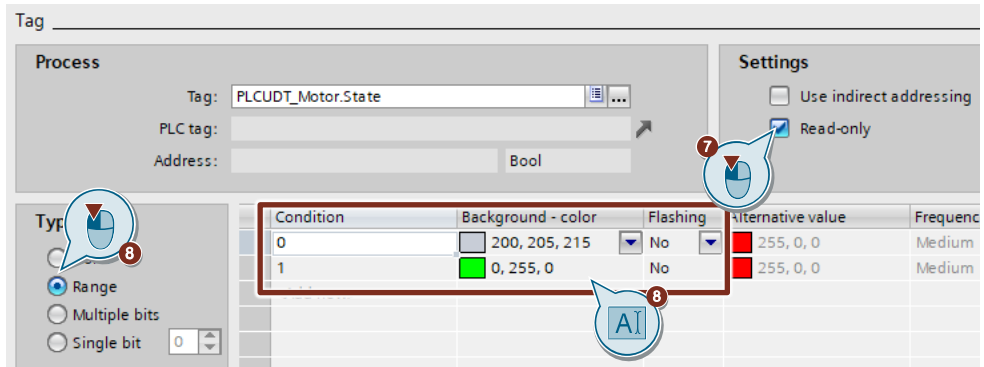 Tag
Process
Tag: PLCUDT_Motor.State ...
PLC tag:
Address: Bool
Settings
Use indirect addressing
Read-only
7
8
Range
Multiple bits
Single bit 0
Condition Background - color Flashing Alternative value Frequenc
0 200, 205, 215 No 255, 0, 0 Medium
1 0, 255, 0 No 255, 0, 0 Medium
8
A